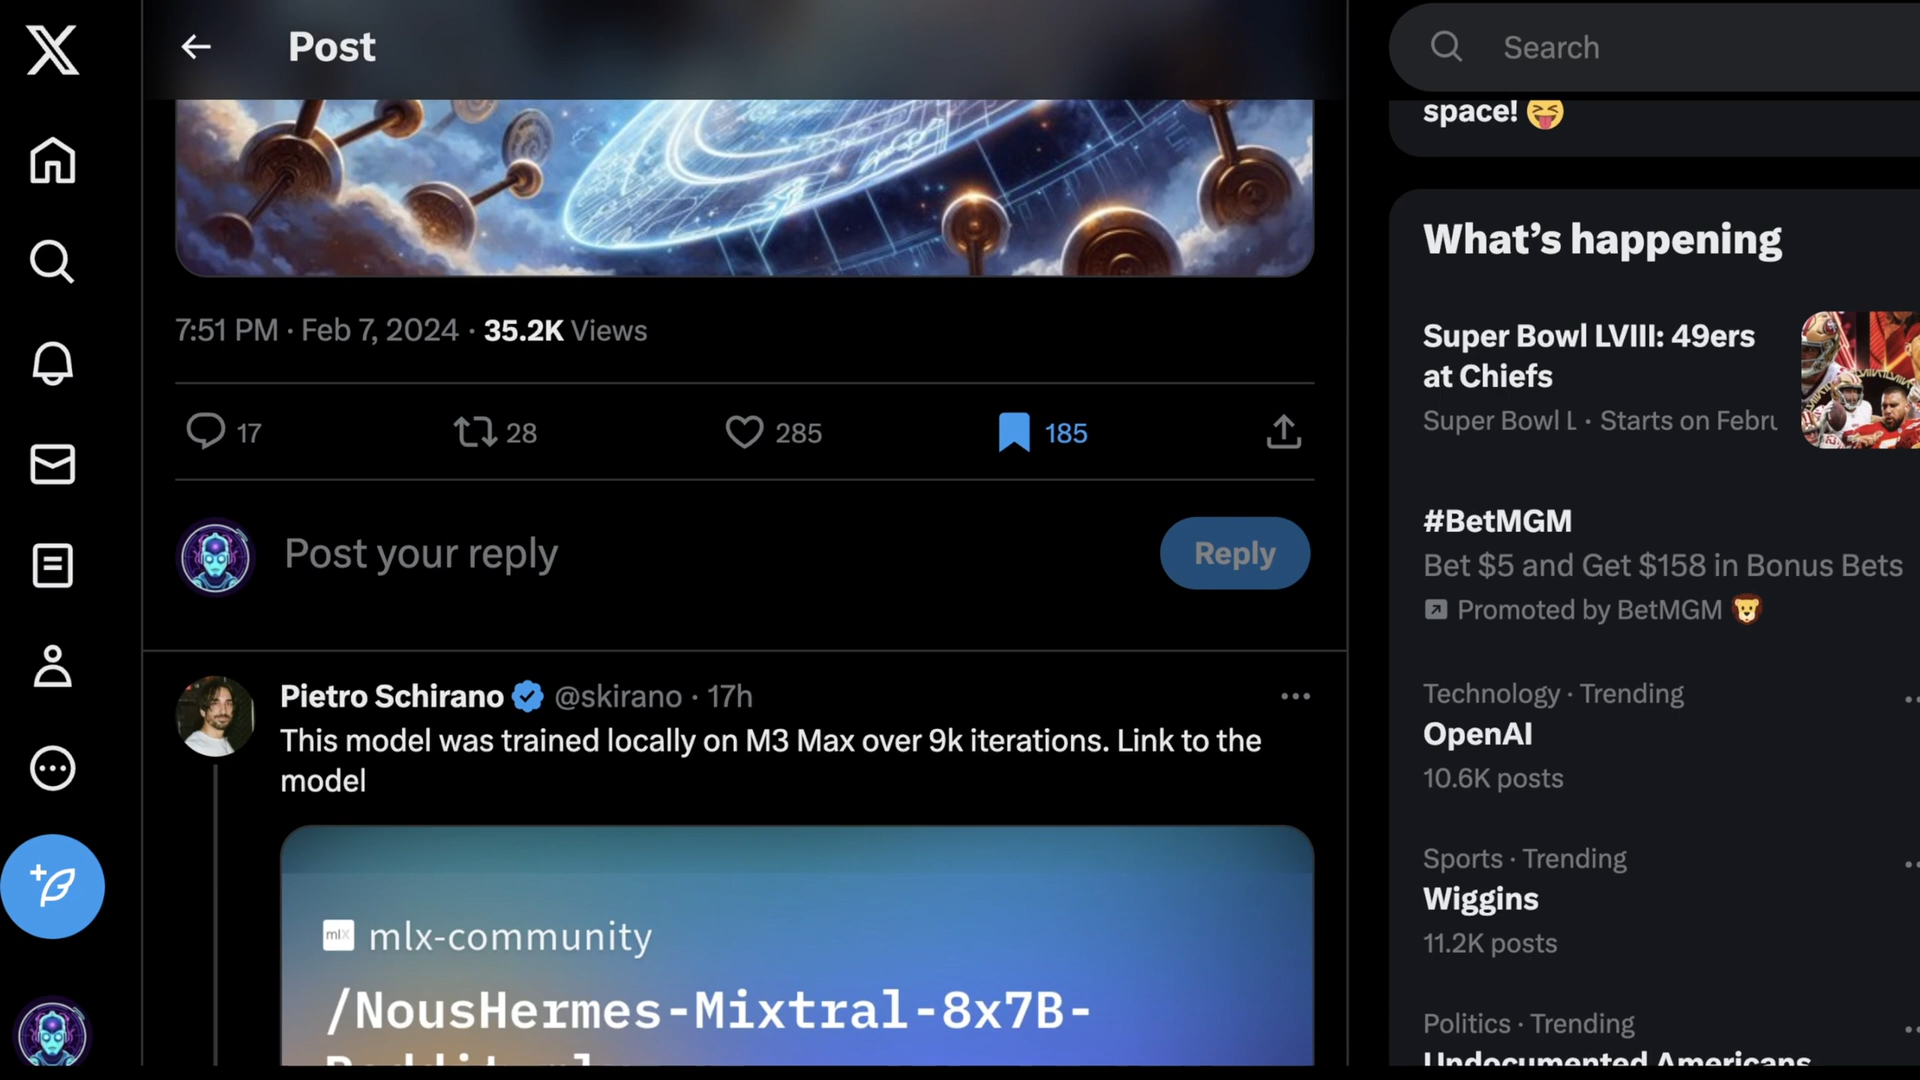 Post
7:51 PM · Feb 7, 2024 · 35.2K Views
17
28
285
185
Post your reply
Reply
Pietro Schirano @skirano · 17h
This model was trained locally on M3 Max over 9k iterations. Link to the
model
mlx mlx-community
/NousHermes-Mixtral-8x7B-
Search
space!
What's happening
Super Bowl LVIII: 49ers
at Chiefs
Super Bowl L · Starts on Febru
#BetMGM
Bet $5 and Get $158 in Bonus Bets
Promoted by BetMGM
Technology · Trending
OpenAI
10.6K posts
Sports · Trending
Wiggins
11.2K posts
Politics · Trending
Undocumented Americans